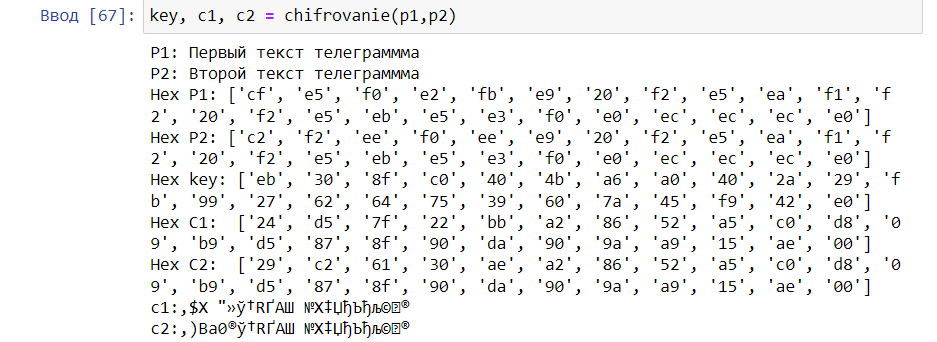 Ввод [67]: key, c1, c2 = chifrovanie(p1,p2)
P1: Первый текст телеграммма
P2: Второй текст телеграммма
Hex P1: ['cf', 'e5', 'f0', 'e2', 'fb', 'e9', '20', 'f2', 'e5', 'ea', 'f1', 'f
2', '20', 'f2', 'e5', 'eb', 'e5', 'e3', 'f0', 'e0', 'ec', 'ec', 'ec', 'e0']
Hex P2: ['c2', 'f2', 'ee', 'f0', 'ee', 'e9', '20', 'f2', 'e5', 'ea', 'f1', 'f
2', '20', 'f2', 'e5', 'eb', 'e5', 'e3', 'f0', 'e0', 'ec', 'ec', 'ec', 'e0']
Hex key: ['eb', '30', '8f', 'c0', '40', '4b', 'a6', 'a0', '40', '2a', '29', 'f
b', '99', '27', '62', '64', '75', '39', '60', '7a', '45', 'f9', '42', 'e0']
Hex C1:  ['24', 'd5', '7f', '22', 'bb', 'a2', '86', '52', 'a5', 'c0', 'd8', '0
9', 'b9', 'd5', '87', '8f', '90', 'da', '90', '9a', 'a9', '15', 'ae', '00']
Hex C2:  ['29', 'c2', '61', '30', 'ae', 'a2', '86', '52', 'a5', 'c0', 'd8', '0
9', 'b9', 'd5', '87', '8f', '90', 'da', '90', '9a', 'a9', '15', 'ae', '00']
c1:,$Х "»ў†RҐАШ №Х‡ЏђЪђљ©®
c2:,)Вa0®ў†RҐАШ №Х‡ЏђЪђљ©®